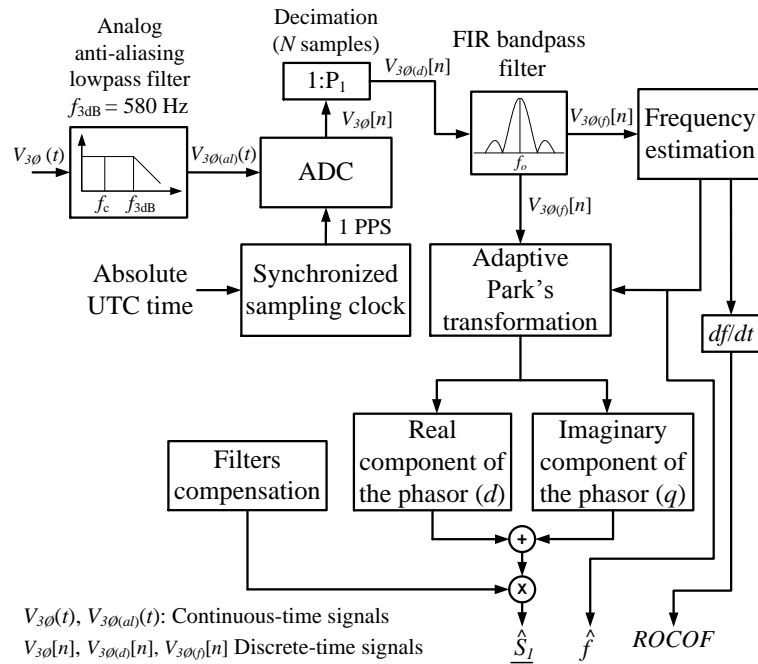 Analog
anti-aliasing
lowpass filter
f3dB = 580 Hz
Decimation
(N samples)
1:P1
V3Ø(d)[n]
FIR bandpass
filter
V3Ø (t)
fc
f3dB
V3Ø(al)(t)
V3Ø[n]
ADC
fo
V3Ø(f)[n]
Frequency
estimation
V3Ø(f)[n]
1 PPS
Absolute
UTC time
Synchronized
sampling clock
Adaptive
Park's
transformation
df/dt
Filters
compensation
Real
component of
the phasor (d)
Imaginary
component of
the phasor (q)
+
x
V3Ø(t), V3Ø(al)(t): Continuous-time signals
V3Ø[n], V3Ø(d)[n], V3Ø(f)[n] Discrete-time signals
Ŝ1
f̂
ROCOF